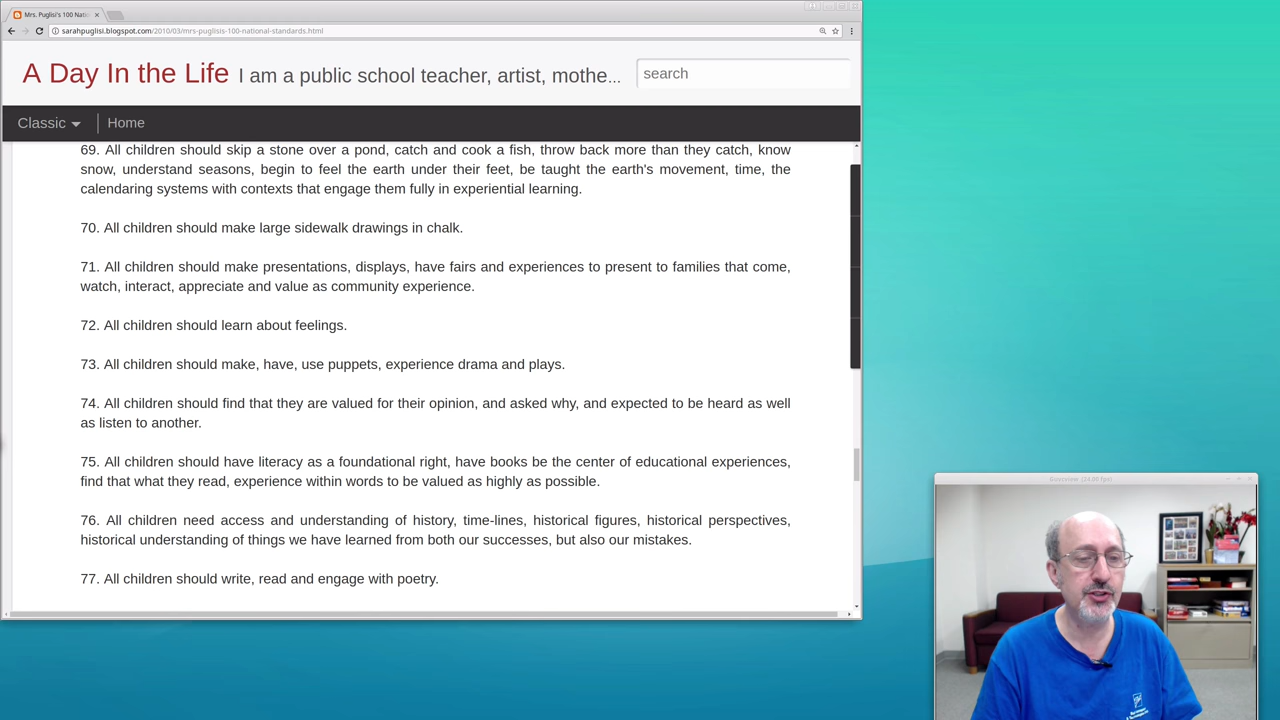 Mrs. Puglisi's 100 Natio
sarahpuglisi.blogspot.com/2010/03/mrs-puglisis-100-national-standards.html
A Day In the Life I am a public school teacher, artist, mothe...
search
Classic
Home
69. All children should skip a stone over a pond, catch and cook a fish, throw back more than they catch, know
snow, understand seasons, begin to feel the earth under their feet, be taught the earth's movement, time, the
calendaring systems with contexts that engage them fully in experiential learning.
70. All children should make large sidewalk drawings in chalk.
71. All children should make presentations, displays, have fairs and experiences to present to families that come,
watch, interact, appreciate and value as community experience.
72. All children should learn about feelings.
73. All children should make, have, use puppets, experience drama and plays.
74. All children should find that they are valued for their opinion, and asked why, and expected to be heard as well
as listen to another.
75. All children should have literacy as a foundational right, have books be the center of educational experiences,
find that what they read, experience within words to be valued as highly as possible.
76. All children need access and understanding of history, time-lines, historical figures, historical perspectives,
historical understanding of things we have learned from both our successes, but also our mistakes.
77. All children should write, read and engage with poetry.